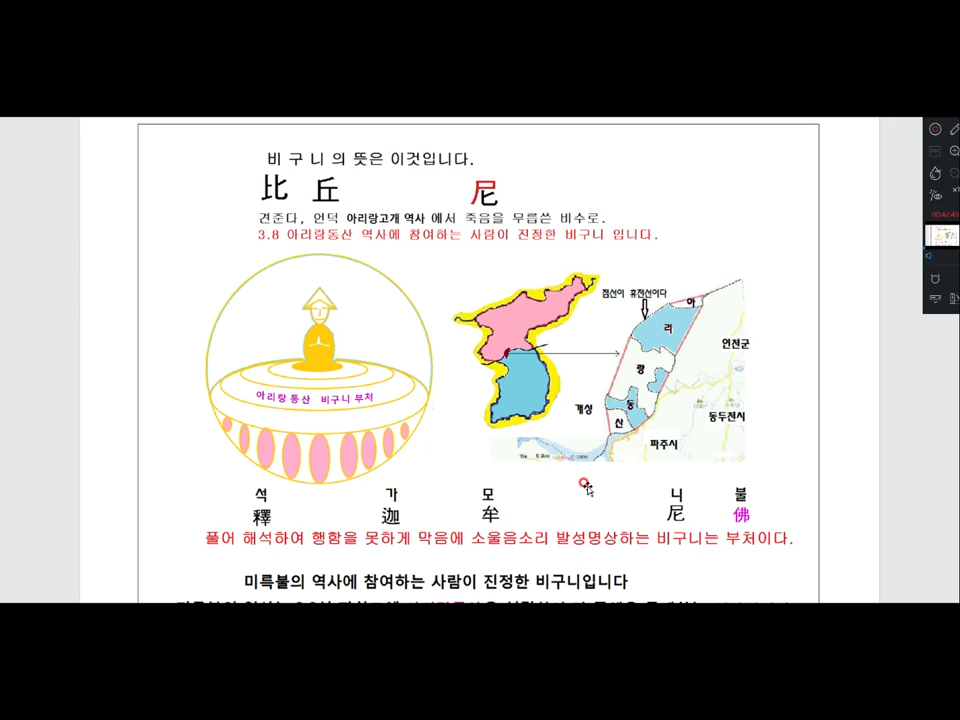 비 구 니 의 뜻은 이것입니다.
比 丘 尼
견준다, 언덕 아리랑고개 역사 에서 죽음을 무릅쓴 비수로.
3.8 아리랑동산 역사에 참여하는 사람이 진정한 비구니 입니다.
점선이 휴전선이다
아
리
랑
동
산
연천군
개성
동두천시
파주시
아리랑 동산 비구니 부처
석 가 모 니 불
釋 迦 牟 尼 佛
풀어 해석하여 행함을 못하게 막음에 소울음소리 발성명상하는 비구니는 부처이다.
미륵불의 역사에 참여하는 사람이 진정한 비구니입니다
00:42:45